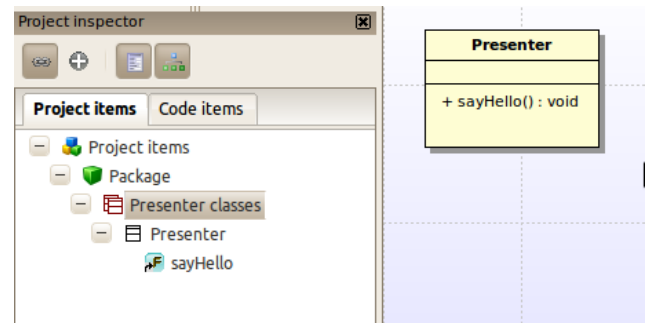 Project inspector
Project items
Code items
Project items
Package
Presenter classes
Presenter
sayHello
Presenter
+ sayHello() : void